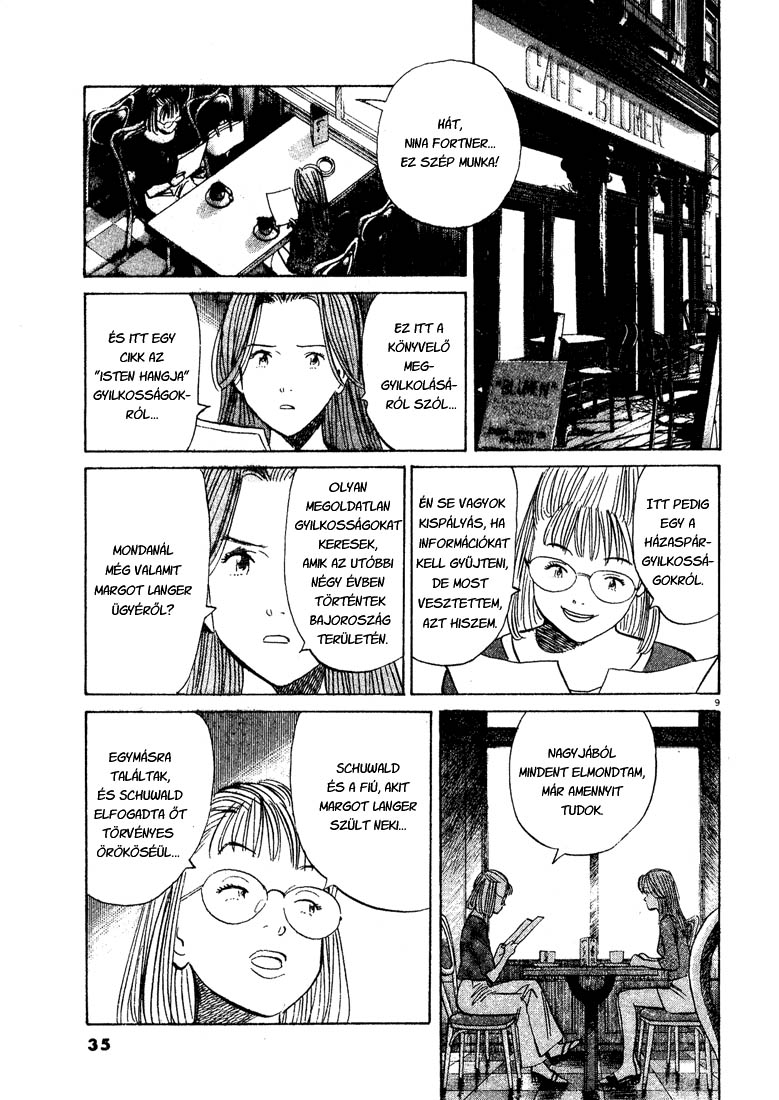 CAFE.BLUMEN
HÁT,
NINA FORTNER...
EZ SZÉP MUNKA!
"BLUMEN"
EZ ITT A
KÖNYVELŐ
MEG-
GYILKOLÁSÁ-
RÓL SZÓL...
ÉS ITT EGY
CIKK AZ
"ISTEN HANGJA"
GYILKOSSÁGOK-
RÓL...
ITT PEDIG
EGY A
HÁZASPÁR-
GYILKOSSÁ-
GOKRÓL.
ÉN SE VAGYOK
KISPÁLYÁS, HA
INFORMÁCIÓKAT
KELL GYŰJTENI,
DE MOST
VESZTETTEM,
AZT HISZEM.
OLYAN
MEGOLDATLAN
GYILKOSSÁGOKAT
KERESEK,
AMIK AZ UTÓBBI
NÉGY ÉVBEN
TÖRTÉNTEK
BAJOROSZÁG
TERÜLETÉN.
MONDANÁL
MÉG VALAMIT
MARGOT LANGER
ÜGYÉRŐL?
9
NAGYJÁBÓL
MINDENT ELMONDTAM,
MÁR AMENNYIT
TUDOK.
SCHUWALD
ÉS A FIÚ, AKIT
MARGOT LANGER
SZÜLT NEKI...
EGYMÁSRA
TALÁLTAK,
ÉS SCHUWALD
ELFOGADTA ŐT
TÖRVÉNYES
ÖRÖKÖSÉÜL...
35